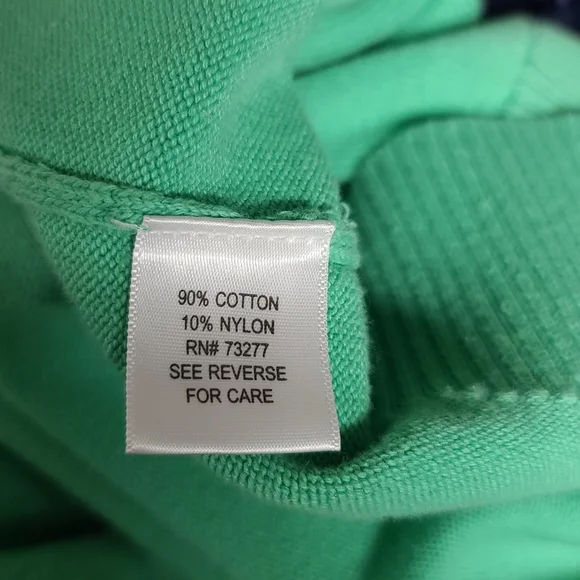 90% COTTON
10% NYLON
RN# 73277
SEE REVERSE
FOR CARE